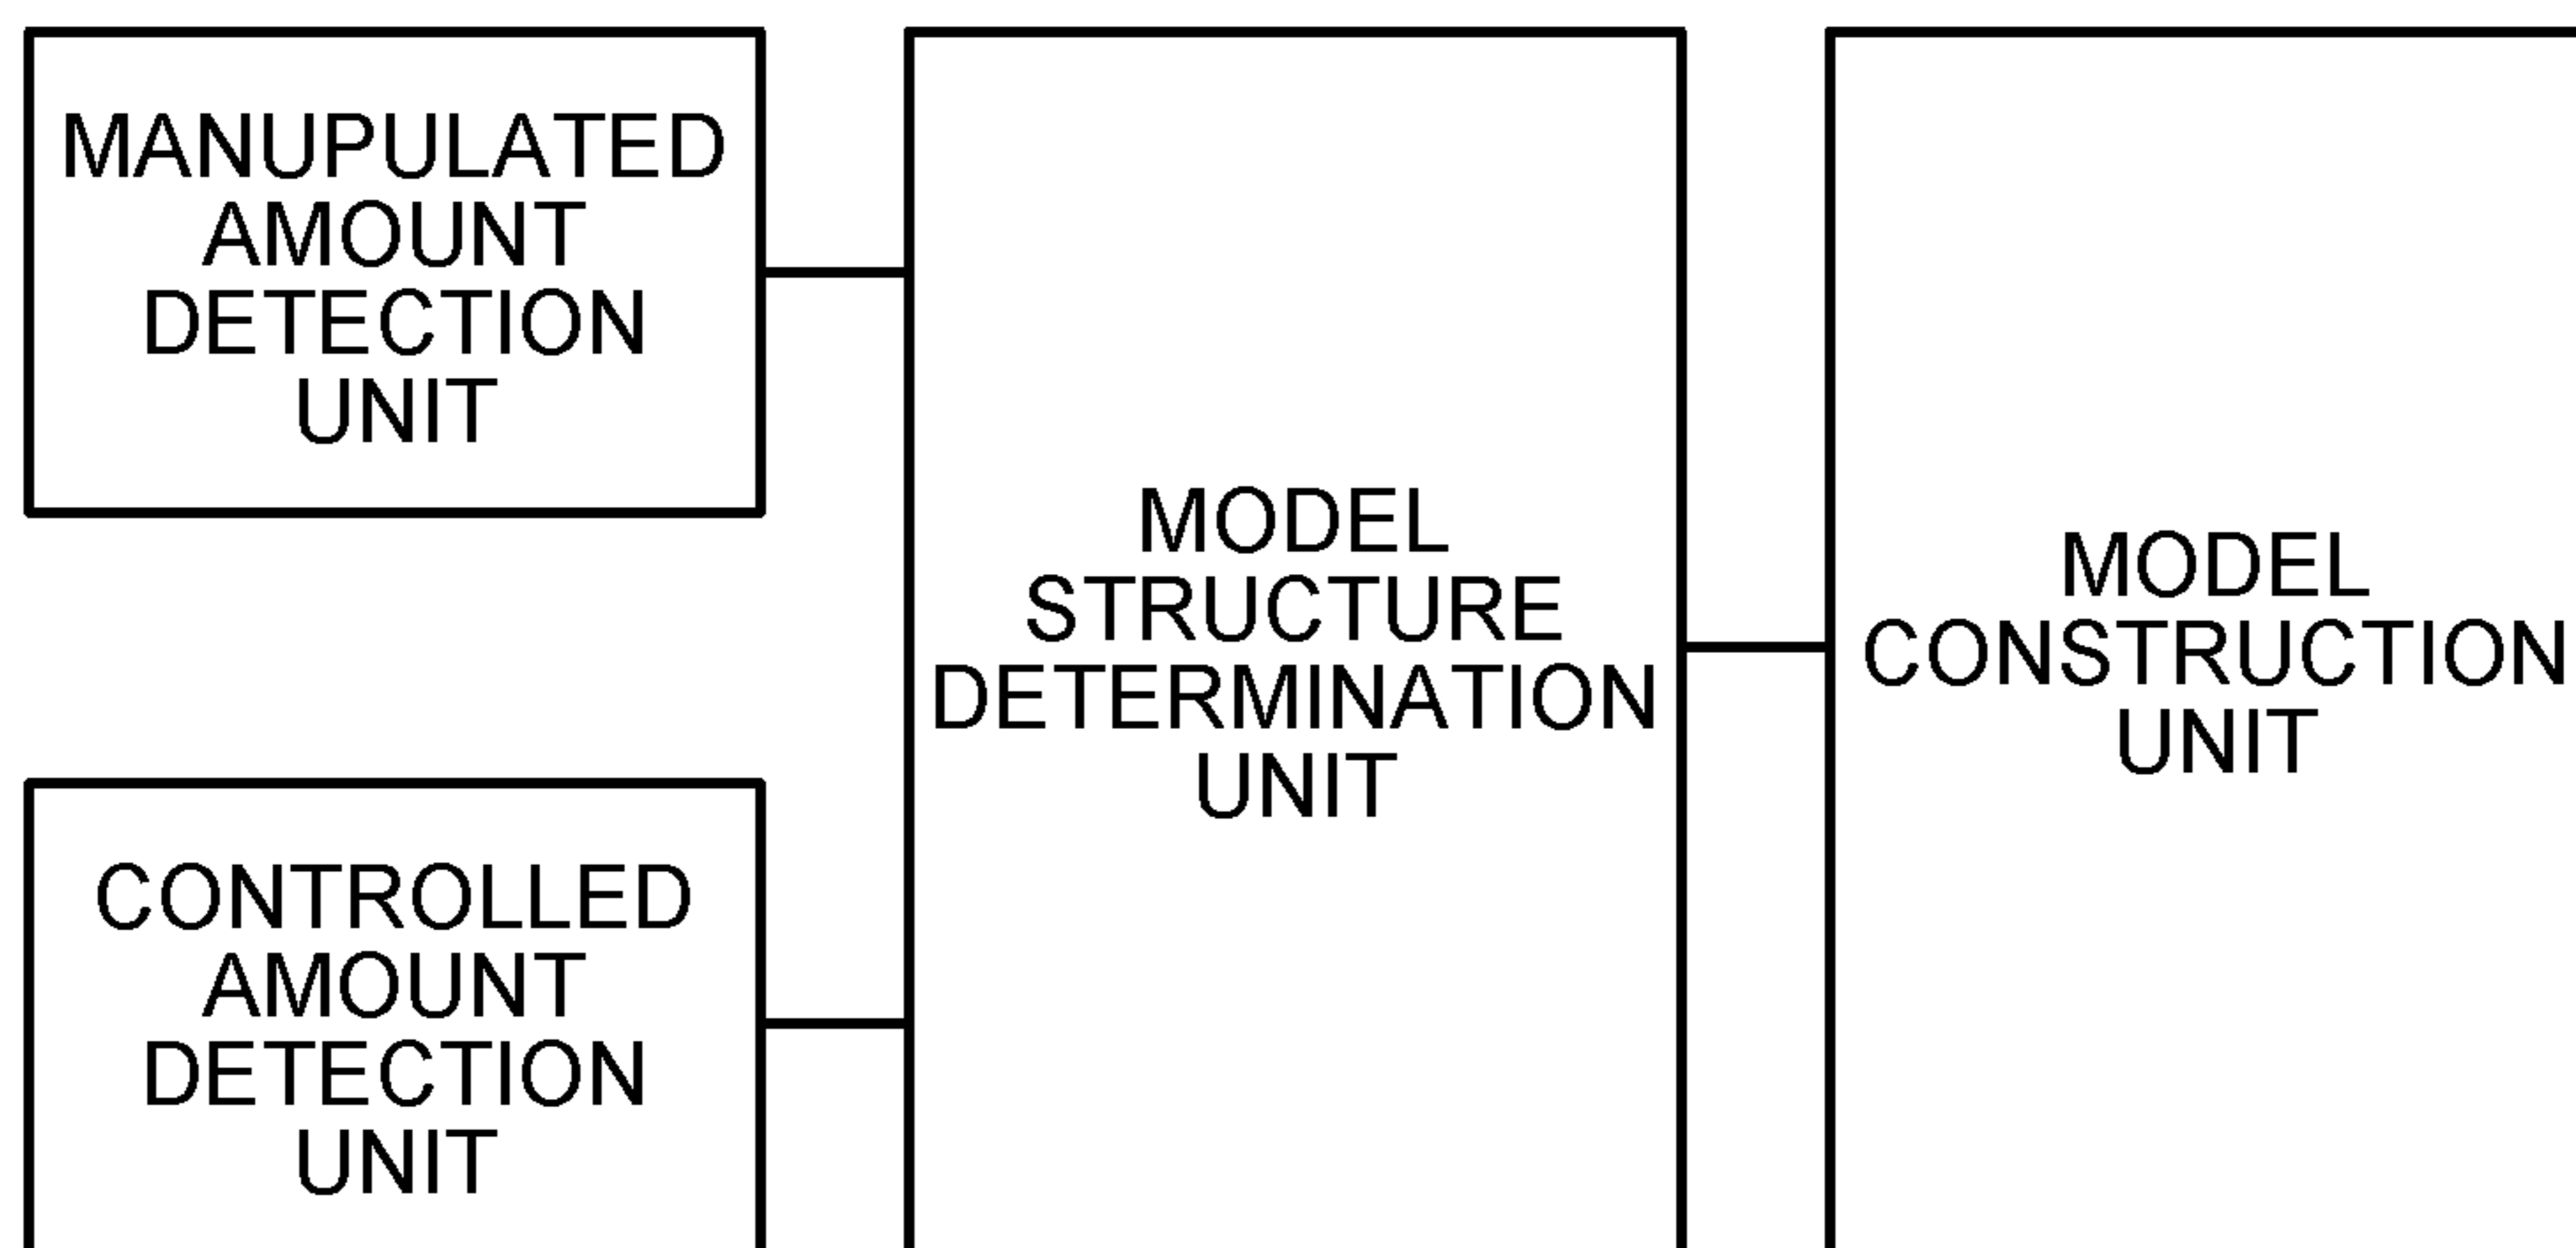 MANUPULATED
AMOUNT
DETECTION
UNIT
CONTROLLED
AMOUNT
DETECTION
UNIT
MODEL
STRUCTURE
DETERMINATION
UNIT
MODEL
CONSTRUCTION
UNIT